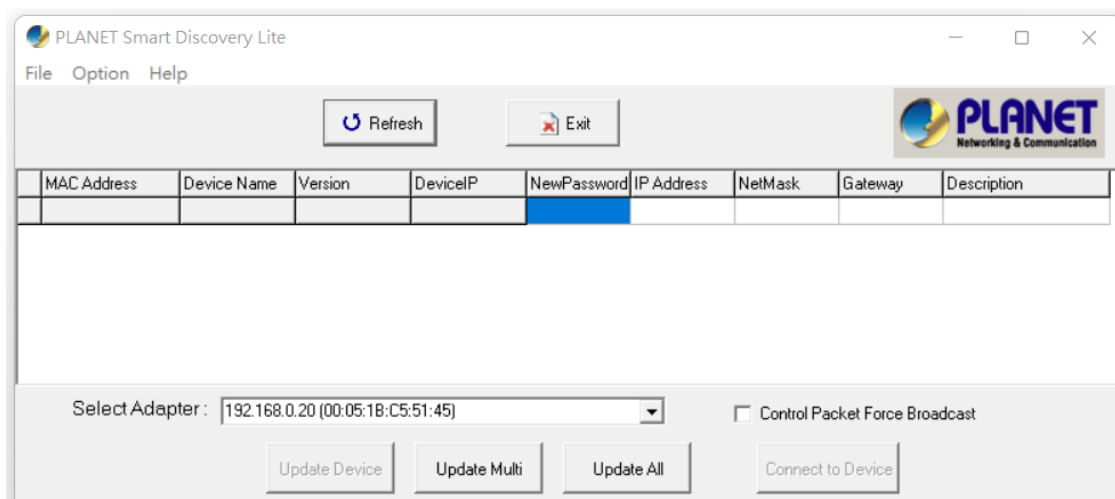 PLANET Smart Discovery Lite
File Option Help
Refresh Exit
PLANET
Networking & Communication
MAC Address Device Name Version DeviceIP NewPassword IP Address NetMask Gateway Description
Select Adapter : 192.168.0.20 (00:05:1B:C5:51:45) Control Packet Force Broadcast
Update Device Update Multi Update All Connect to Device